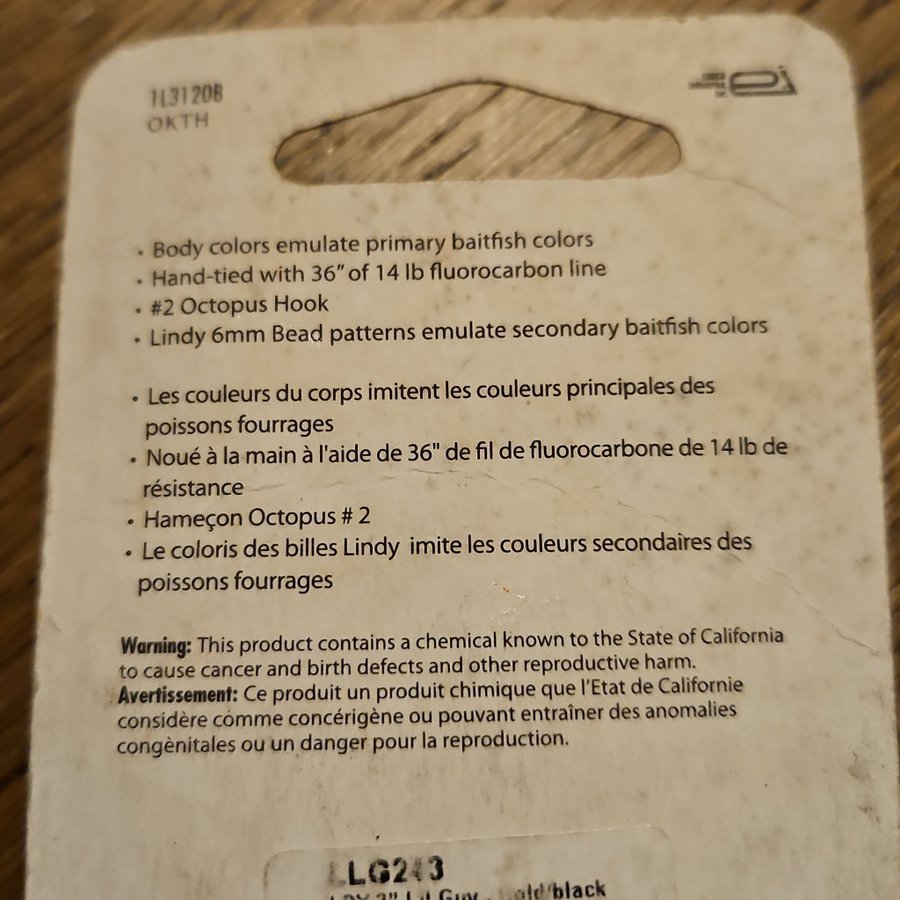 1L3120B
OKTH
• Body colors emulate primary baitfish colors
• Hand-tied with 36" of 14 lb fluorocarbon line
• #2 Octopus Hook
• Lindy 6mm Bead patterns emulate secondary baitfish colors
• Les couleurs du corps imitent les couleurs principales des
poissons fourrages
• Noué à la main à l'aide de 36" de fil de fluorocarbone de 14 lb de
résistance
• Hameçon Octopus # 2
• Le coloris des billes Lindy imite les couleurs secondaires des
poissons fourrages
Warning: This product contains a chemical known to the State of California
to cause cancer and birth defects and other reproductive harm.
Avertissement: Ce produit un produit chimique que l'Etat de Californie
considère comme concérigène ou pouvant entraîner des anomalies
congènitales ou un danger pour la reproduction.
Guy
black